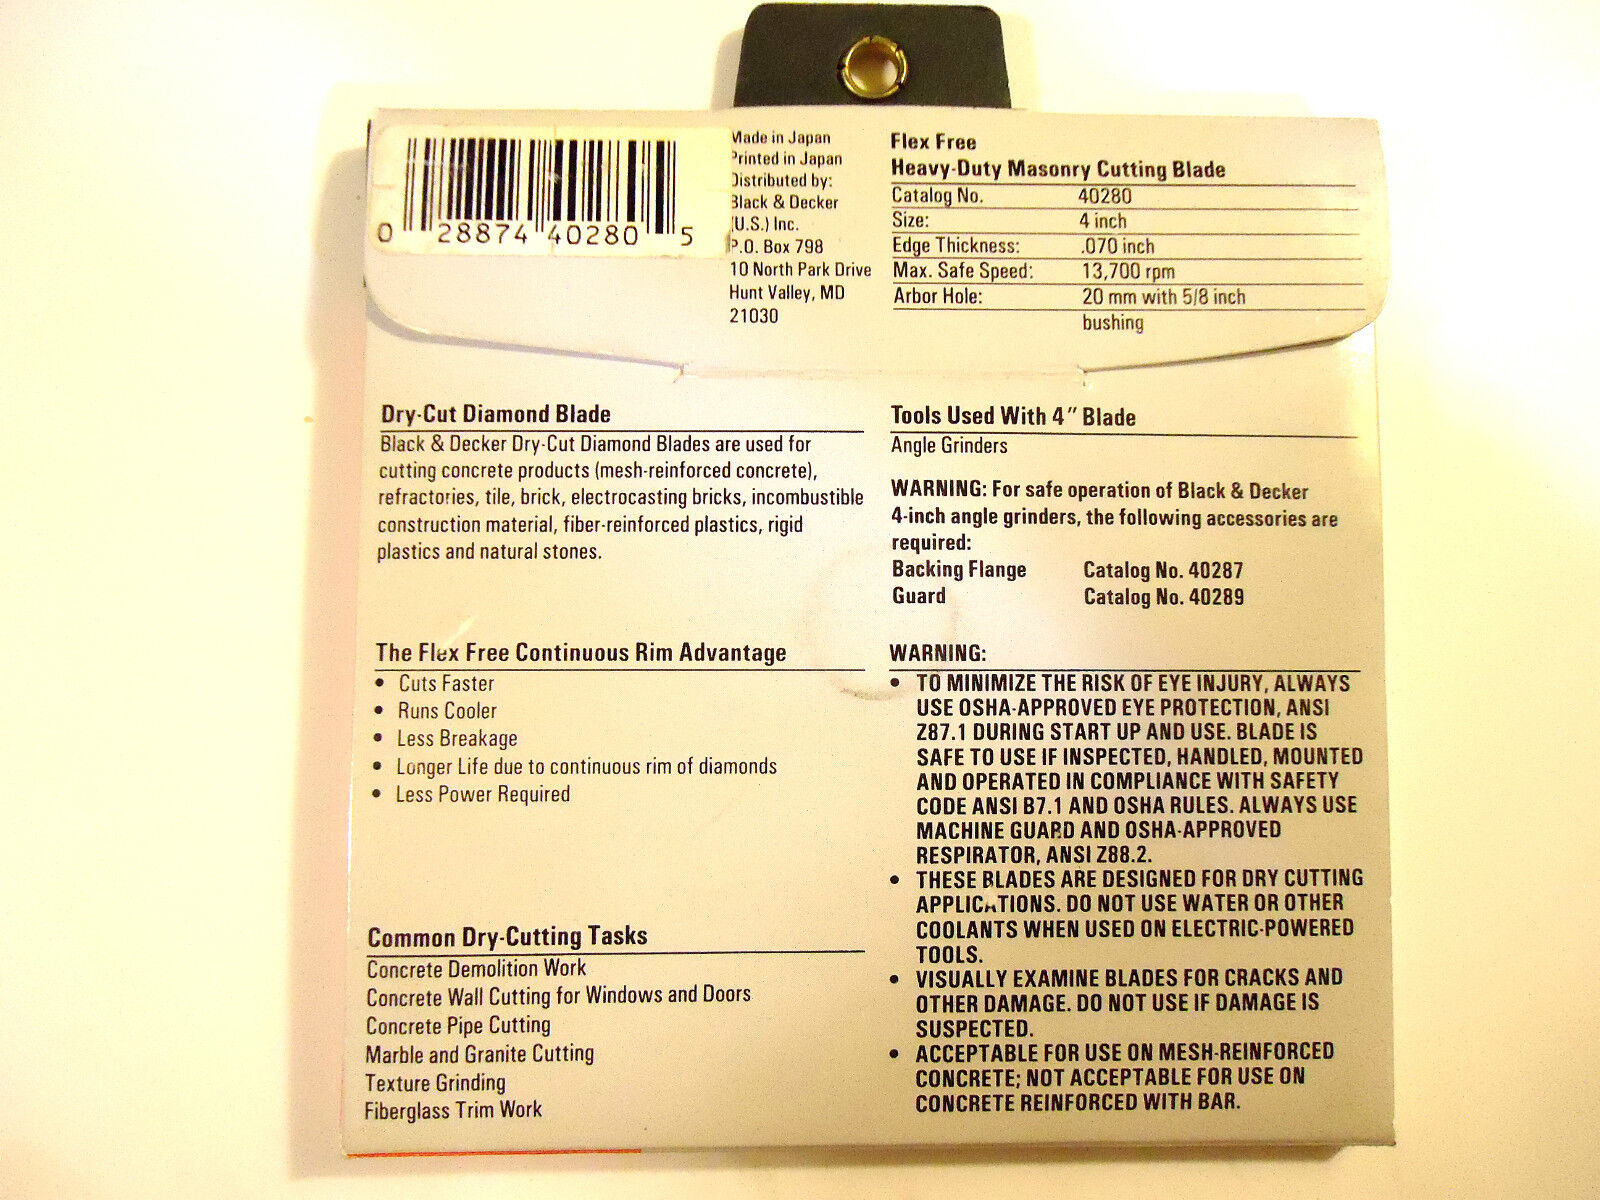 0 28874 40280 5
Made in Japan
Printed in Japan
Distributed by:
Black & Decker
(U.S.) Inc.
P.O. Box 798
10 North Park Drive
Hunt Valley, MD
21030
Flex Free
Heavy-Duty Masonry Cutting Blade
Catalog No. 40280
Size: 4 inch
Edge Thickness: .070 inch
Max. Safe Speed: 13,700 rpm
Arbor Hole: 20 mm with 5/8 inch
bushing
Dry-Cut Diamond Blade
Black & Decker Dry-Cut Diamond Blades are used for
cutting concrete products (mesh-reinforced concrete),
refractories, tile, brick, electrocasting bricks, incombustible
construction material, fiber-reinforced plastics, rigid
plastics and natural stones.
The Flex Free Continuous Rim Advantage
• Cuts Faster
• Runs Cooler
• Less Breakage
• Longer Life due to continuous rim of diamonds
• Less Power Required
Common Dry-Cutting Tasks
Concrete Demolition Work
Concrete Wall Cutting for Windows and Doors
Concrete Pipe Cutting
Marble and Granite Cutting
Texture Grinding
Fiberglass Trim Work
Tools Used With 4" Blade
Angle Grinders
WARNING: For safe operation of Black & Decker
4-inch angle grinders, the following accessories are
required:
Backing Flange Catalog No. 40287
Guard Catalog No. 40289
WARNING:
• TO MINIMIZE THE RISK OF EYE INJURY, ALWAYS
USE OSHA-APPROVED EYE PROTECTION, ANSI
Z87.1 DURING START UP AND USE. BLADE IS
SAFE TO USE IF INSPECTED, HANDLED, MOUNTED
AND OPERATED IN COMPLIANCE WITH SAFETY
CODE ANSI B7.1 AND OSHA RULES. ALWAYS USE
MACHINE GUARD AND OSHA-APPROVED
RESPIRATOR, ANSI Z88.2.
• THESE BLADES ARE DESIGNED FOR DRY CUTTING
APPLICATIONS. DO NOT USE WATER OR OTHER
COOLANTS WHEN USED ON ELECTRIC-POWERED
TOOLS.
• VISUALLY EXAMINE BLADES FOR CRACKS AND
OTHER DAMAGE. DO NOT USE IF DAMAGE IS
SUSPECTED.
• ACCEPTABLE FOR USE ON MESH-REINFORCED
CONCRETE; NOT ACCEPTABLE FOR USE ON
CONCRETE REINFORCED WITH BAR.